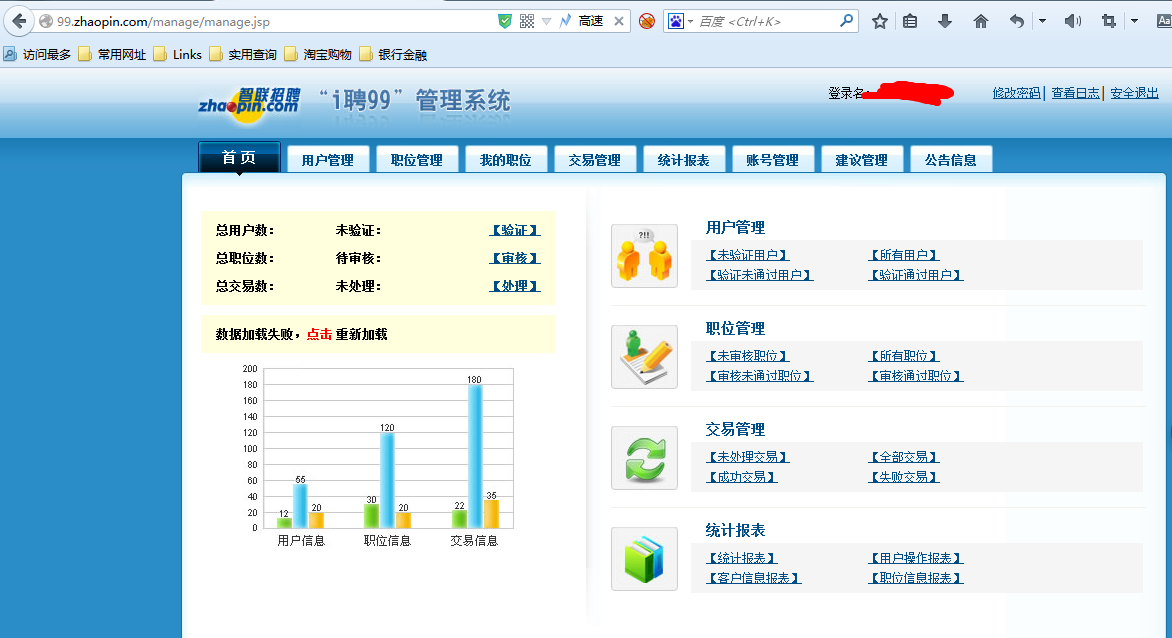 99.zhaopin.com/manage/manage.jsp
高速
百度 <Ctrl+K>
访问最多 常用网址 Links 实用查询 淘宝购物 银行金融
智联招聘
zhaopin.com
“i聘99”管理系统
登录名:
修改密码| 查看日志| 安全退出
首 页 用户管理 职位管理 我的职位 交易管理 统计报表 账号管理 建议管理 公告信息
总用户数: 未验证: 【验证】
总职位数: 待审核: 【审核】
总交易数: 未处理: 【处理】
数据加载失败，点击 重新加载
200
180
160
140
120
100
80
60
40
20
0
12 55 20
30 120 20
22 180 35
用户信息 职位信息 交易信息
?!!
用户管理
【未验证用户】 【所有用户】
【验证未通过用户】 【验证通过用户】
职位管理
【未审核职位】 【所有职位】
【审核未通过职位】 【审核通过职位】
交易管理
【未处理交易】 【全部交易】
【成功交易】 【失败交易】
统计报表
【统计报表】 【用户操作报表】
【客户信息报表】 【职位信息报表】